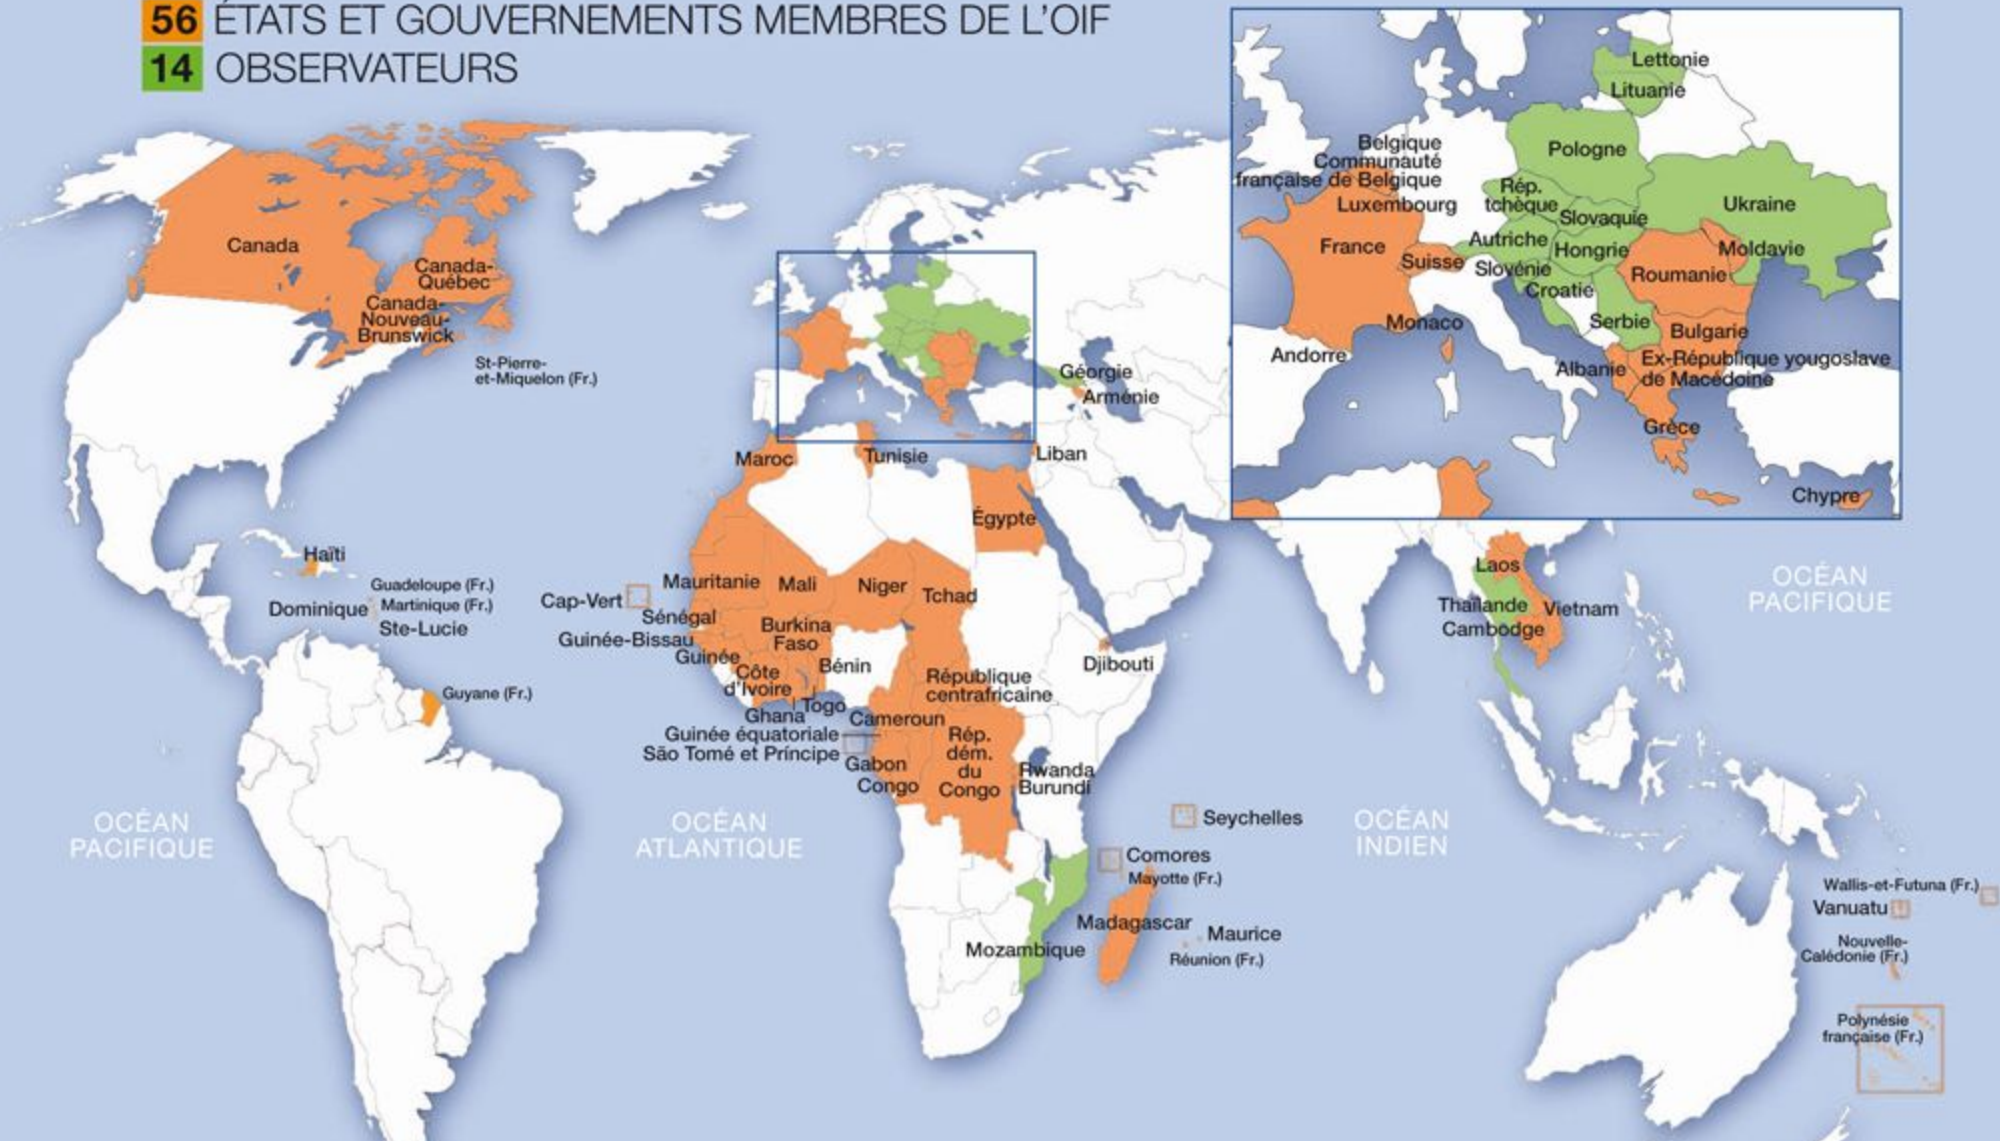 56 ÉTATS ET GOUVERNEMENTS MEMBRES DE L'OIF
14 OBSERVATEURS
Canada
Canada-
Québec
Canada-
Nouveau-
Brunswick
St-Pierre-
et-Miquelon (Fr.)
Haïti
Guadeloupe (Fr.)
Dominique
Martinique (Fr.)
Ste-Lucie
Guyane (Fr.)
OCÉAN
PACIFIQUE
OCÉAN
ATLANTIQUE
Géorgie
Arménie
Liban
Maroc
Tunisie
Égypte
Mauritanie
Mali
Niger
Tchad
Cap-Vert
Sénégal
Guinée-Bissau
Burkina
Faso
Guinée
Côte
d'Ivoire
Bénin
Togo
Ghana
Cameroun
République
centrafricaine
Djibouti
Guinée équatoriale
São Tomé et Príncipe
Gabon
Congo
Rép.
dém.
du
Congo
Rwanda
Burundi
Seychelles
Comores
Mayotte (Fr.)
Madagascar
Maurice
Réunion (Fr.)
Mozambique
OCÉAN
INDIEN
Lettonie
Lituanie
Pologne
Belgique
Communauté
française de Belgique
Luxembourg
Rép.
tchèque
Slovaquie
Ukraine
France
Suisse
Autriche
Hongrie
Moldavie
Slovénie
Roumanie
Croatie
Monaco
Serbie
Bulgarie
Andorre
Albanie
Ex-République yougoslave
de Macédoine
Grèce
Chypre
Laos
Thaïlande
Vietnam
Cambodge
OCÉAN
PACIFIQUE
Wallis-et-Futuna (Fr.)
Vanuatu
Nouvelle-
Calédonie (Fr.)
Polynésie
française (Fr.)